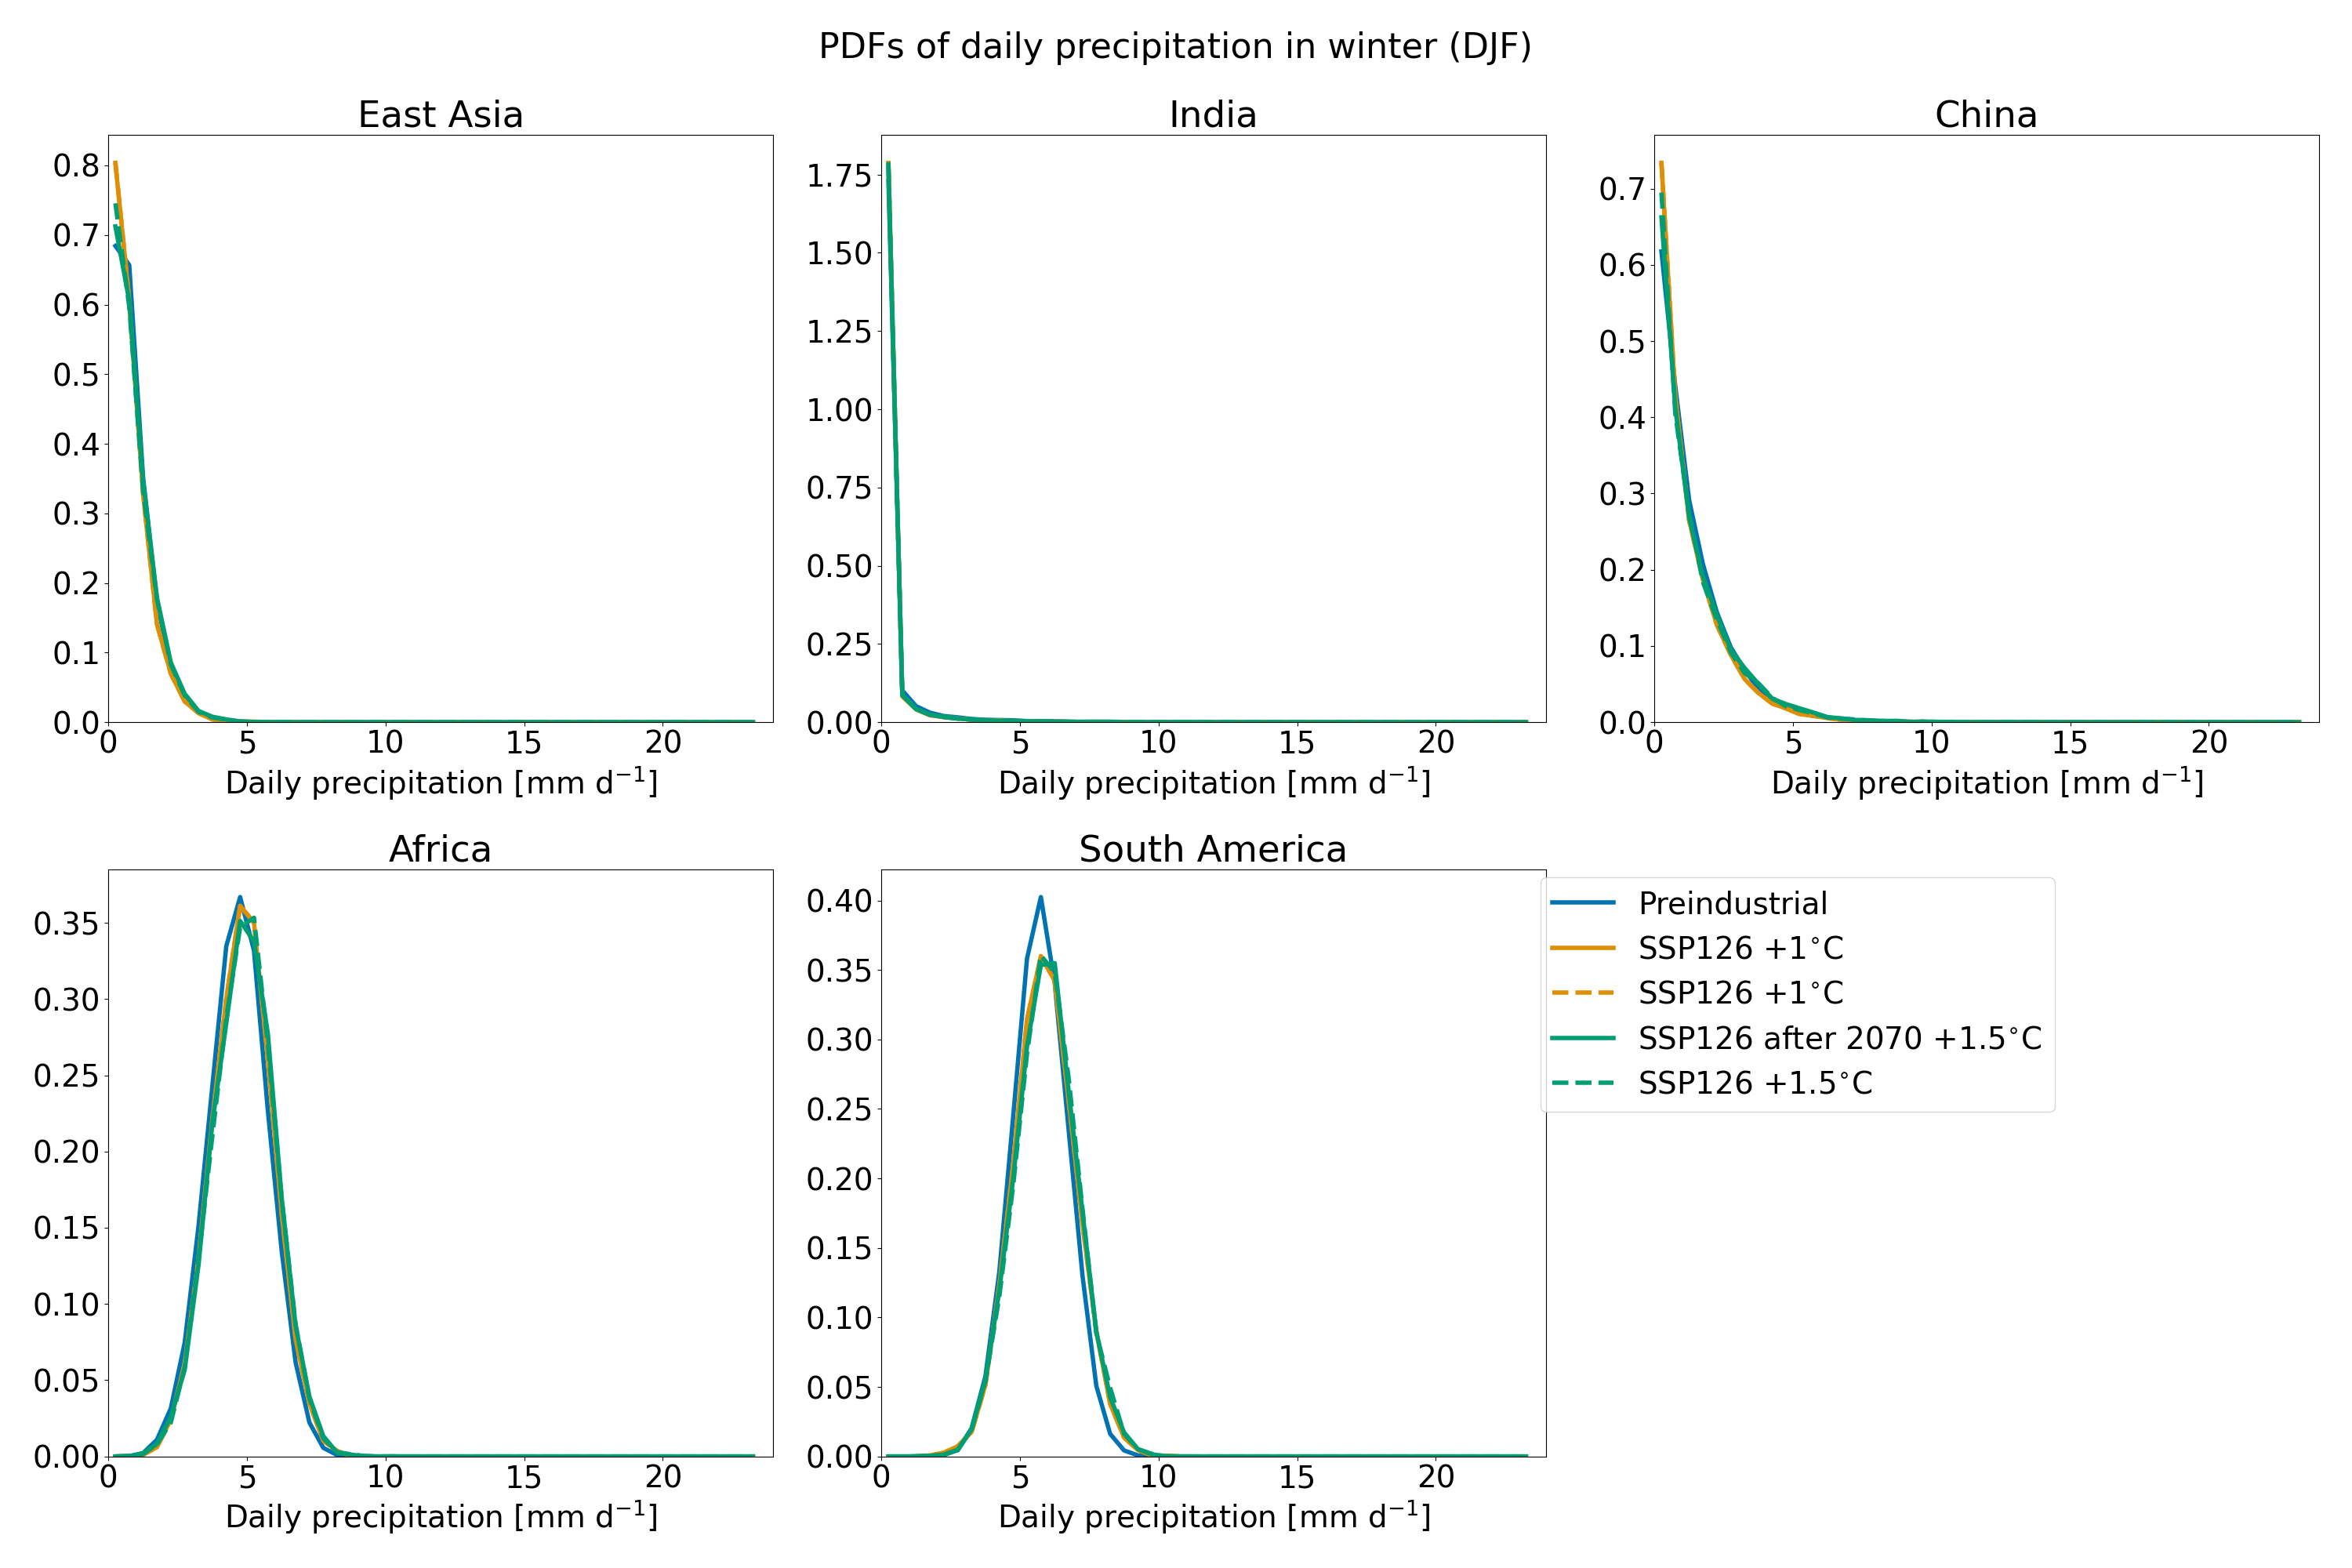 PDFs of daily precipitation in winter (DJF)
East Asia
0.8
0.7
0.6
0.5
0.4
0.3
0.2
0.1
0.0
0 5 10 15 20
Daily precipitation [mm d⁻¹]
India
1.75
1.50
1.25
1.00
0.75
0.50
0.25
0.00
0 5 10 15 20
Daily precipitation [mm d⁻¹]
China
0.7
0.6
0.5
0.4
0.3
0.2
0.1
0.0
0 5 10 15 20
Daily precipitation [mm d⁻¹]
Africa
0.35
0.30
0.25
0.20
0.15
0.10
0.05
0.00
0 5 10 15 20
Daily precipitation [mm d⁻¹]
South America
0.40
0.35
0.30
0.25
0.20
0.15
0.10
0.05
0.00
0 5 10 15 20
Daily precipitation [mm d⁻¹]
Preindustrial
SSP126 +1°C
SSP126 +1°C
SSP126 after 2070 +1.5°C
SSP126 +1.5°C